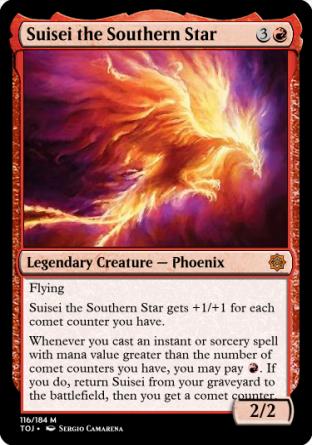 Suisei the Southern Star 3
Legendary Creature — Phoenix
Flying
Suisei the Southern Star gets +1/+1 for each
comet counter you have.
Whenever you cast an instant or sorcery spell
with mana value greater than the number of
comet counters you have, you may pay . If
you do, return Suisei from your graveyard to
the battlefield, then you get a comet counter
2/2
116/184 M
TOJ • Sergio Camarena